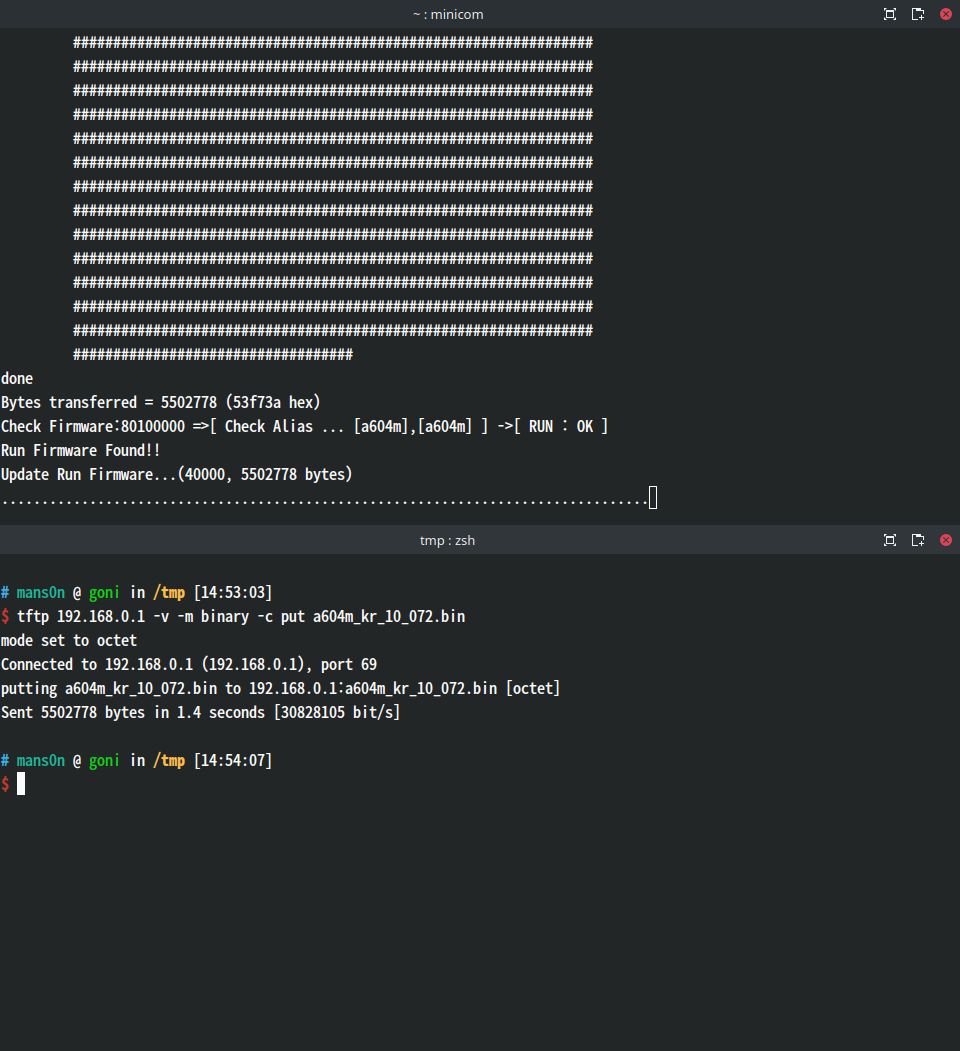 ~ : minicom
#################################################################
#################################################################
#################################################################
#################################################################
#################################################################
#################################################################
#################################################################
#################################################################
#################################################################
#################################################################
#################################################################
#################################################################
#################################################################
###################################
done
Bytes transferred = 5502778 (53f73a hex)
Check Firmware:80100000 =>[ Check Alias ... [a604m],[a604m] ] ->[ RUN : OK ]
Run Firmware Found!!
Update Run Firmware...(40000, 5502778 bytes)
.................................................................................
tmp : zsh
# mans0n @ goni in /tmp [14:53:03]
$ tftp 192.168.0.1 -v -m binary -c put a604m_kr_10_072.bin
mode set to octet
Connected to 192.168.0.1 (192.168.0.1), port 69
putting a604m_kr_10_072.bin to 192.168.0.1:a604m_kr_10_072.bin [octet]
Sent 5502778 bytes in 1.4 seconds [30828105 bit/s]
# mans0n @ goni in /tmp [14:54:07]
$